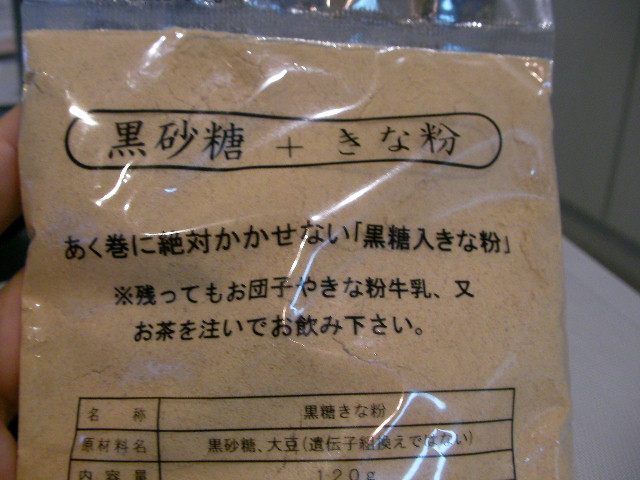 黒砂糖 + きな粉
あく巻に絶対かかせない「黒糖入きな粉」
※残ってもお団子やきな粉牛乳、又
お茶を注いでお飲み下さい。
名 称 黒糖きな粉
原材料名 黒砂糖、大豆(遺伝子組換えではない)
内容量 120g